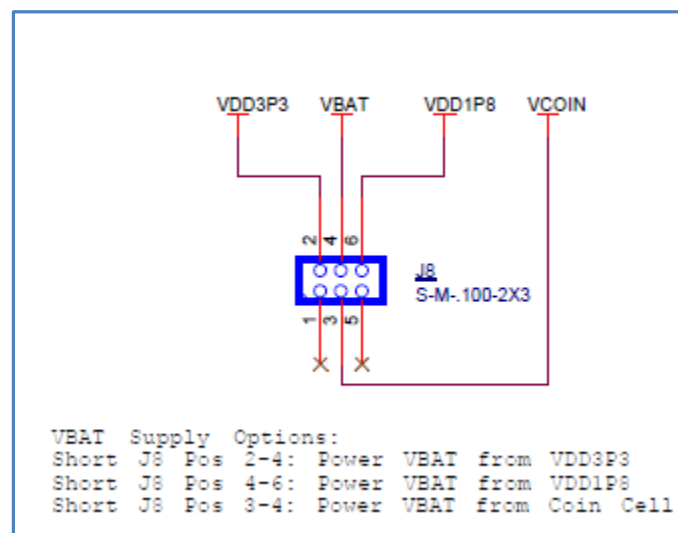 VDD3P3 VBAT VDD1P8 VCOIN
2 4 6
J8
S-M-.100-2X3
1 3 5
VBAT Supply Options:
Short J8 Pos 2-4: Power VBAT from VDD3P3
Short J8 Pos 4-6: Power VBAT from VDD1P8
Short J8 Pos 3-4: Power VBAT from Coin Cell